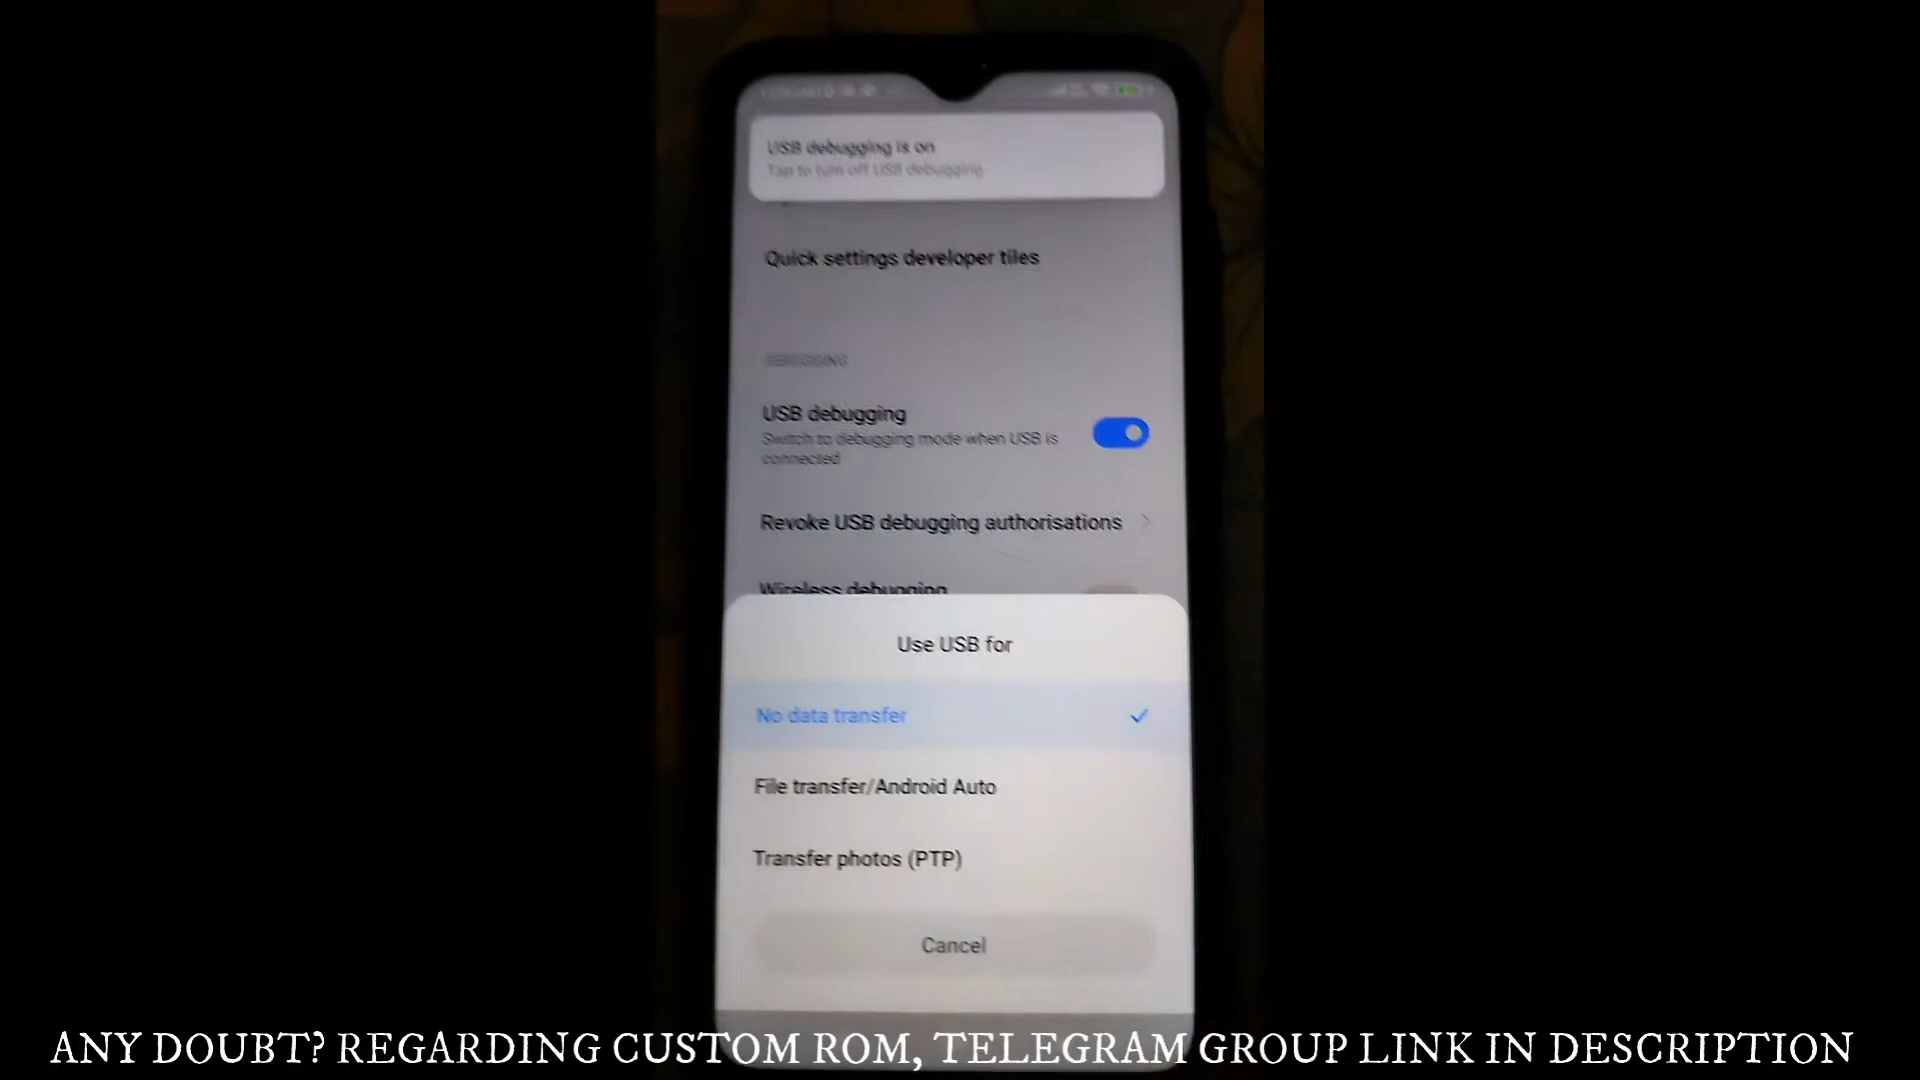 USB debugging is on
Tap to turn off USB debugging
Quick settings developer tiles
DEBUGGING
USB debugging
Switch to debugging mode when USB is
connected
Revoke USB debugging authorisations
Wireless debugging
Use USB for
No data transfer
File transfer/Android Auto
Transfer photos (PTP)
Cancel
ANY DOUBT? REGARDING CUSTOM ROM, TELEGRAM GROUP LINK IN DESCRIPTION